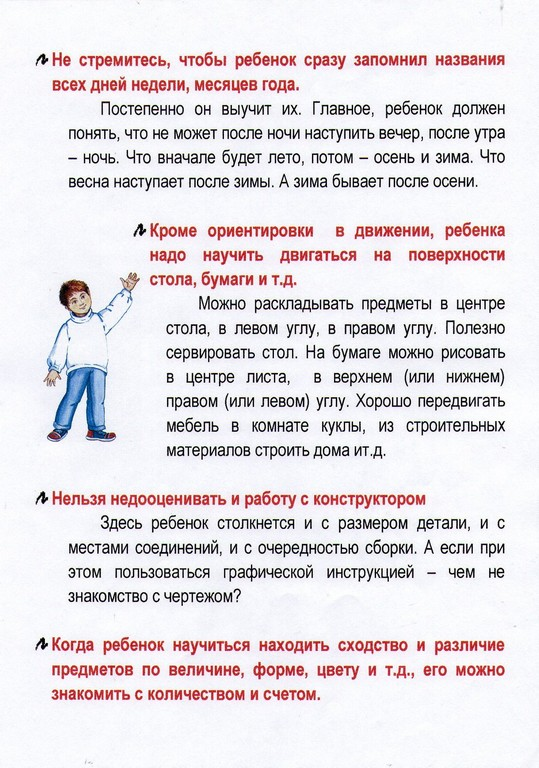 Не стремитесь, чтобы ребенок сразу запомнил названия
всех дней недели, месяцев года.
Постепенно он выучит их. Главное, ребенок должен
понять, что не может после ночи наступить вечер, после утра
– ночь. Что вначале будет лето, потом – осень и зима. Что
весна наступает после зимы. А зима бывает после осени.
Кроме ориентировки в движении, ребенка
надо научить двигаться на поверхности
стола, бумаги и т.д.
Можно раскладывать предметы в центре
стола, в левом углу, в правом углу. Полезно
сервировать стол. На бумаге можно рисовать
в центре листа, в верхнем (или нижнем)
правом (или левом) углу. Хорошо передвигать
мебель в комнате куклы, из строительных
материалов строить дома ит.д.
Нельзя недооценивать и работу с конструктором
Здесь ребенок столкнется и с размером детали, и с
местами соединений, и с очередностью сборки. А если при
этом пользоваться графической инструкцией – чем не
знакомство с чертежом?
Когда ребенок научиться находить сходство и различие
предметов по величине, форме, цвету и т.д., его можно
знакомить с количеством и счетом.